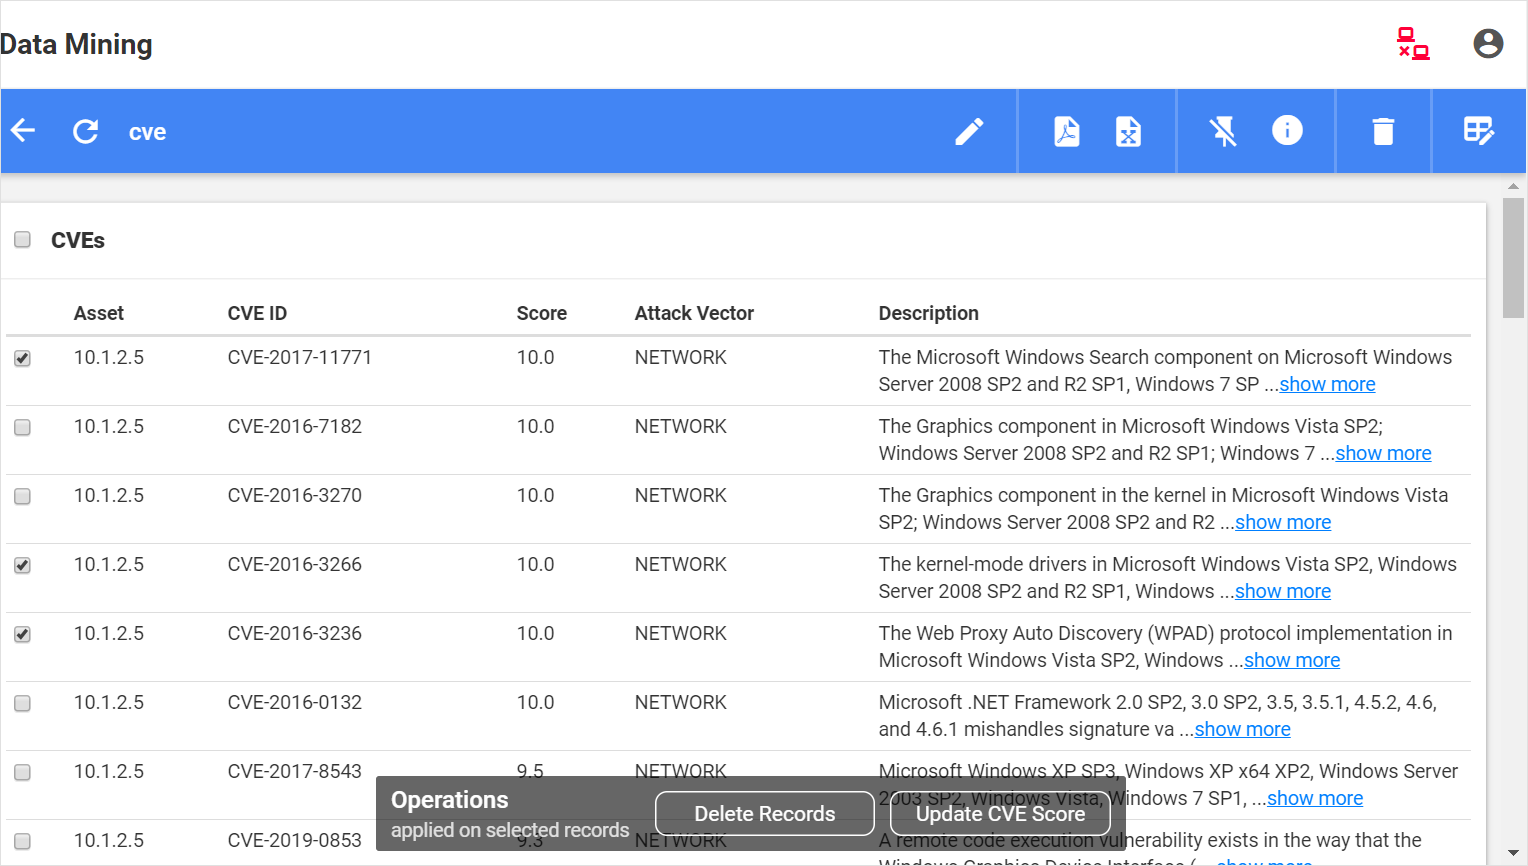 Data Mining
cve
CVEs
Asset CVE ID Score Attack Vector Description
10.1.2.5 CVE-2017-11771 10.0 NETWORK The Microsoft Windows Search component on Microsoft Windows
Server 2008 SP2 and R2 SP1, Windows 7 SP ...show more
10.1.2.5 CVE-2016-7182 10.0 NETWORK The Graphics component in Microsoft Windows Vista SP2;
Windows Server 2008 SP2 and R2 SP1; Windows 7 ...show more
10.1.2.5 CVE-2016-3270 10.0 NETWORK The Graphics component in the kernel in Microsoft Windows Vista
SP2; Windows Server 2008 SP2 and R2 ...show more
10.1.2.5 CVE-2016-3266 10.0 NETWORK The kernel-mode drivers in Microsoft Windows Vista SP2, Windows
Server 2008 SP2 and R2 SP1, Windows ...show more
10.1.2.5 CVE-2016-3236 10.0 NETWORK The Web Proxy Auto Discovery (WPAD) protocol implementation in
Microsoft Windows Vista SP2, Windows ...show more
10.1.2.5 CVE-2016-0132 10.0 NETWORK Microsoft .NET Framework 2.0 SP2, 3.0 SP2, 3.5, 3.5.1, 4.5.2, 4.6,
and 4.6.1 mishandles signature va ...show more
10.1.2.5 CVE-2017-8543 9.5 NETWORK Microsoft Windows XP SP3, Windows XP x64 XP2, Windows Server
2003 SP2, Windows Vista, Windows 7 SP1, ...show more
10.1.2.5 CVE-2019-0853 9.3 A remote code execution vulnerability exists in the way that the
Windows Graphics Device Interface ( ...show more
Operations
applied on selected records
Delete Records
Update CVE Score